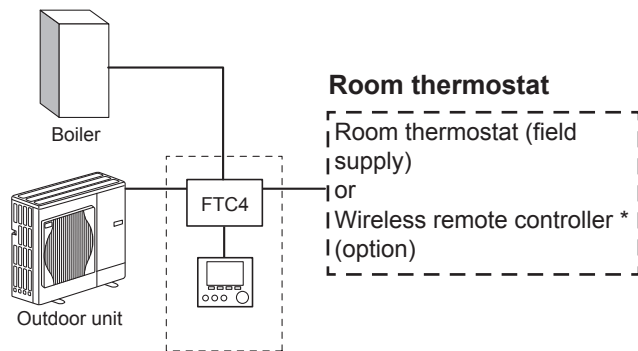 Boiler
Outdoor unit
FTC4
Room thermostat
Room thermostat (field
supply)
or
Wireless remote controller *
(option)